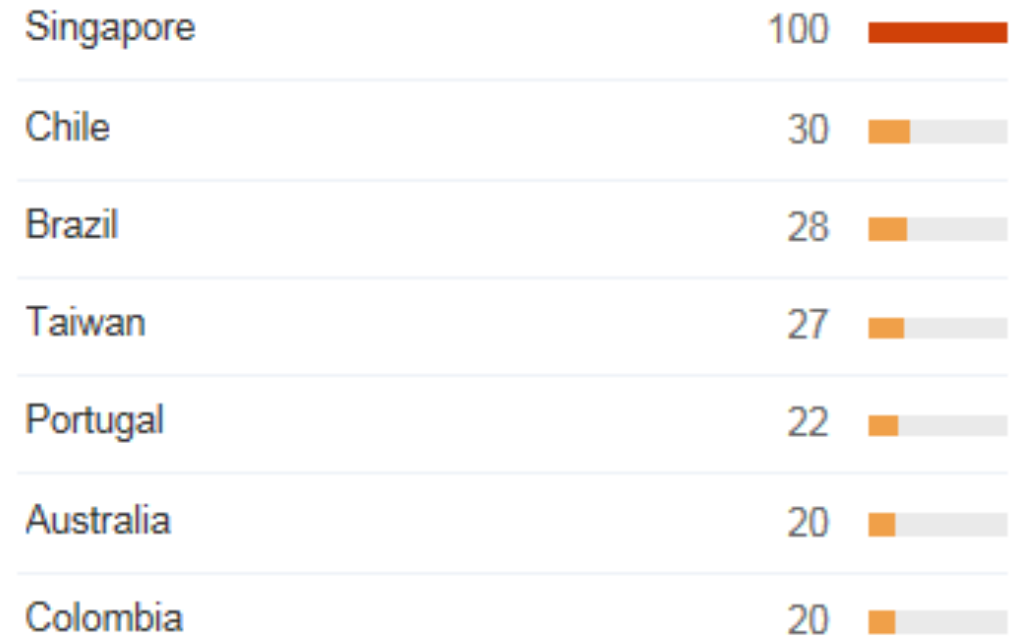 Singapore 100
Chile 30
Brazil 28
Taiwan 27
Portugal 22
Australia 20
Colombia 20